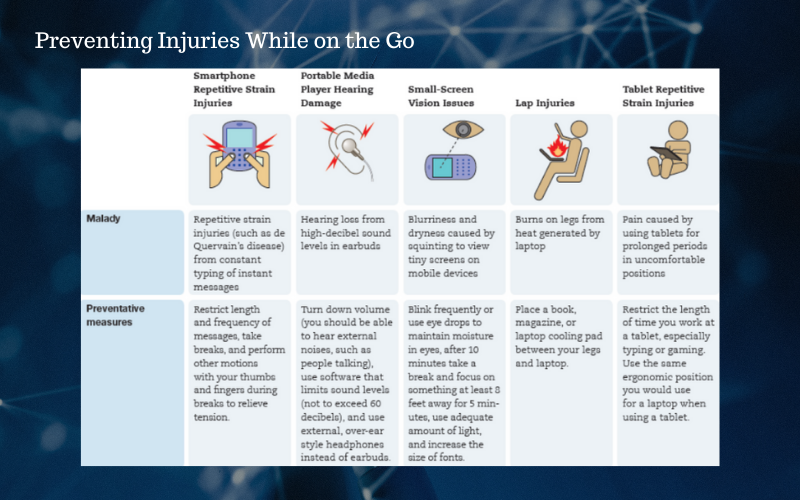 Preventing Injuries While on the Go
Smartphone
Repetitive Strain
Injuries
Portable Media
Player Hearing
Damage
Small-Screen
Vision Issues
Lap Injuries
Tablet Repetitive
Strain Injuries
Malady
Repetitive strain
injuries (such as de
Quervain's disease)
from constant
typing of instant
messages
Hearing loss from
high-decibel sound
levels in earbuds
Blurriness and
dryness caused by
squinting to view
tiny screens on
mobile devices
Burns on legs from
heat generated by
laptop
Pain caused by
using tablets for
prolonged periods
in uncomfortable
positions
Preventative
measures
Restrict length
and frequency of
messages, take
breaks, and perform
other motions
with your thumbs
and fingers during
breaks to relieve
tension.
Turn down volume
(you should be able
to hear external
noises, such as
people talking),
use software that
limits sound levels
(not to exceed 60
decibels), and use
external, over-ear
style headphones
instead of earbuds.
Blink frequently or
use eye drops to
maintain moisture
in eyes, after 10
minutes take a
break and focus on
something at least 8
feet away for 5 min-
utes, use adequate
amount of light,
and increase the
size of fonts.
Place a book,
magazine, or
laptop cooling pad
between your legs
and laptop.
Restrict the length
of time you work at
a tablet, especially
typing or gaming.
Use the same
ergonomic position
you would use
for a laptop when
using a tablet.